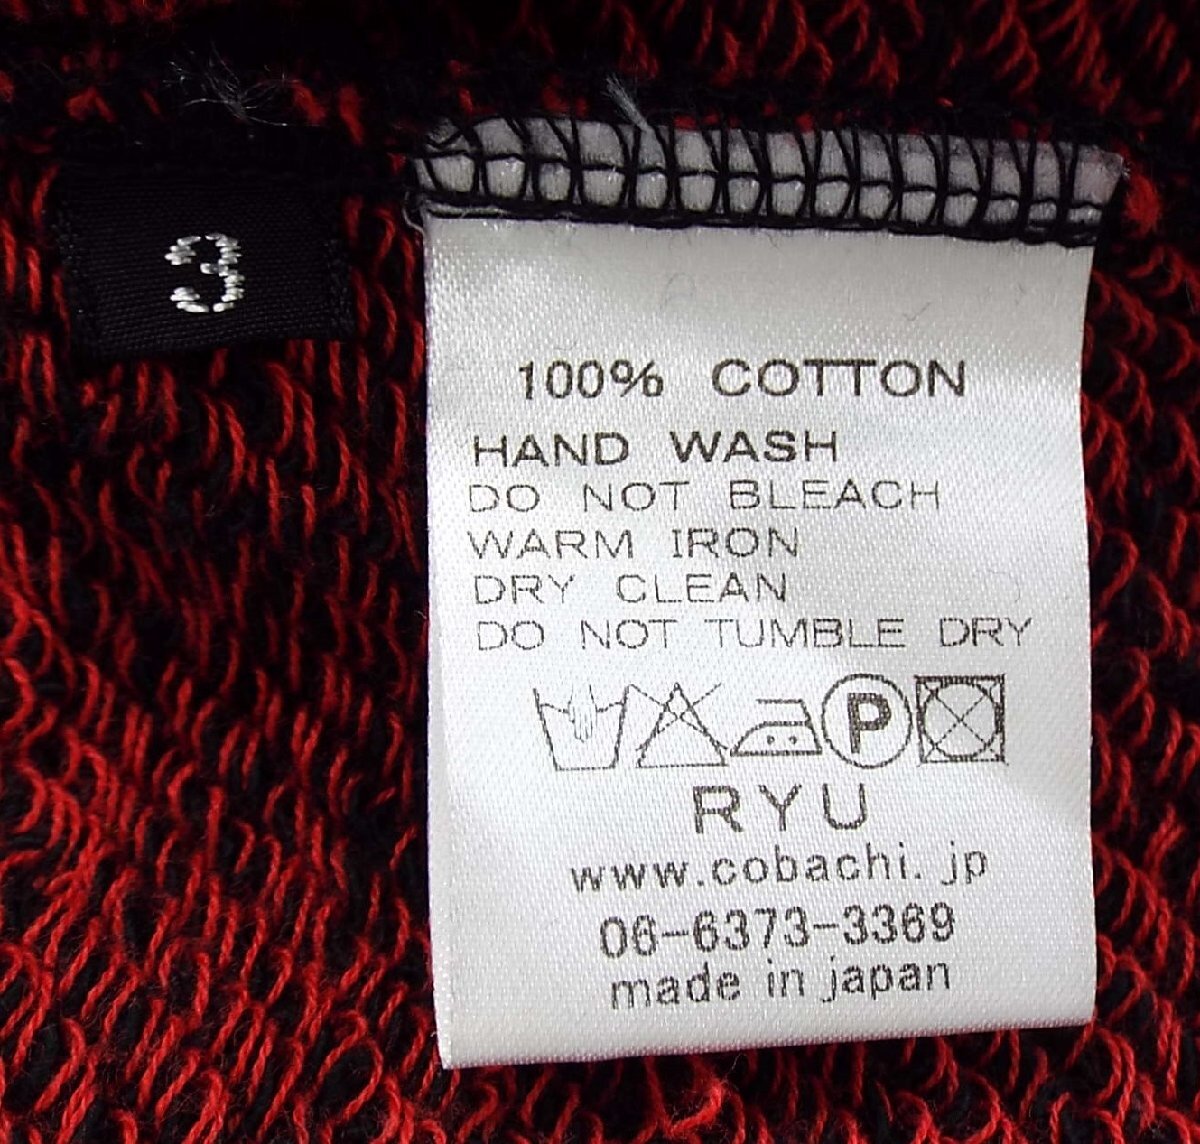 3
100% COTTON
HAND WASH
DO NOT BLEACH
WARM IRON
DRY CLEAN
DO NOT TUMBLE DRY
P
RYU
www.cobachi.jp
06-6373-3369
made in japan